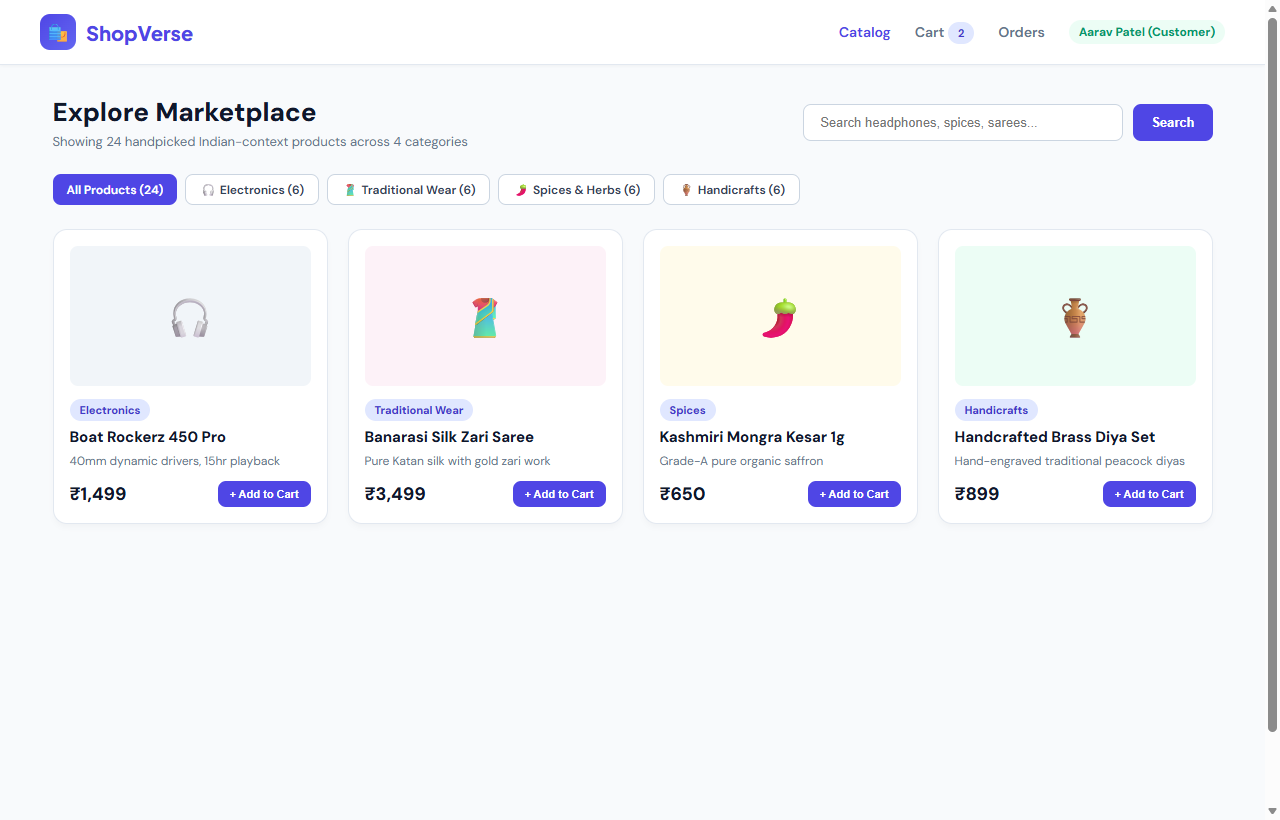 ShopVerse
Catalog Cart 2 Orders Aarav Patel (Customer)
Explore Marketplace
Showing 24 handpicked Indian-context products across 4 categories
Search headphones, spices, sarees... Search
All Products (24) Electronics (6) Traditional Wear (6) Spices & Herbs (6) Handicrafts (6)
Electronics
Boat Rockerz 450 Pro
40mm dynamic drivers, 15hr playback
₹1,499 + Add to Cart
Traditional Wear
Banarasi Silk Zari Saree
Pure Katan silk with gold zari work
₹3,499 + Add to Cart
Spices
Kashmiri Mongra Kesar 1g
Grade-A pure organic saffron
₹650 + Add to Cart
Handicrafts
Handcrafted Brass Diya Set
Hand-engraved traditional peacock diyas
₹899 + Add to Cart